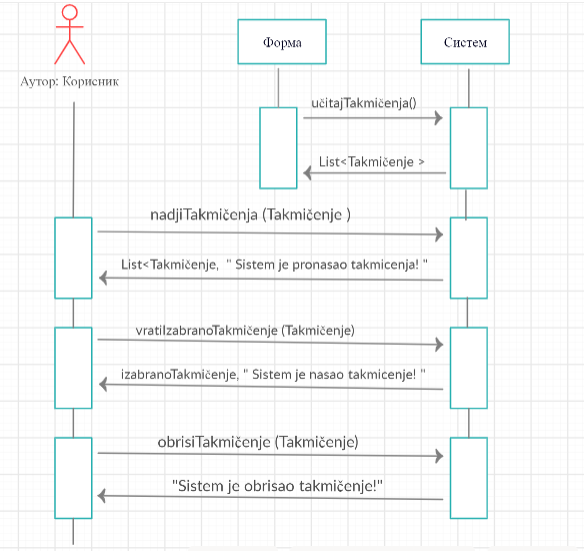 Форма
Систем
Аутор: Корисник
učitajTakmičenja()
List<Takmičenje >
nadjiTakmičenja (Takmičenje )
List<Takmičenje, " Sistem je pronasao takmicenja! "
vratiIzabranoTakmičenje (Takmičenje)
izabranoTakmičenje, " Sistem je nasao takmicenje! "
obrisiTakmičenje (Takmičenje)
"Sistem je obrisao takmičenje!"